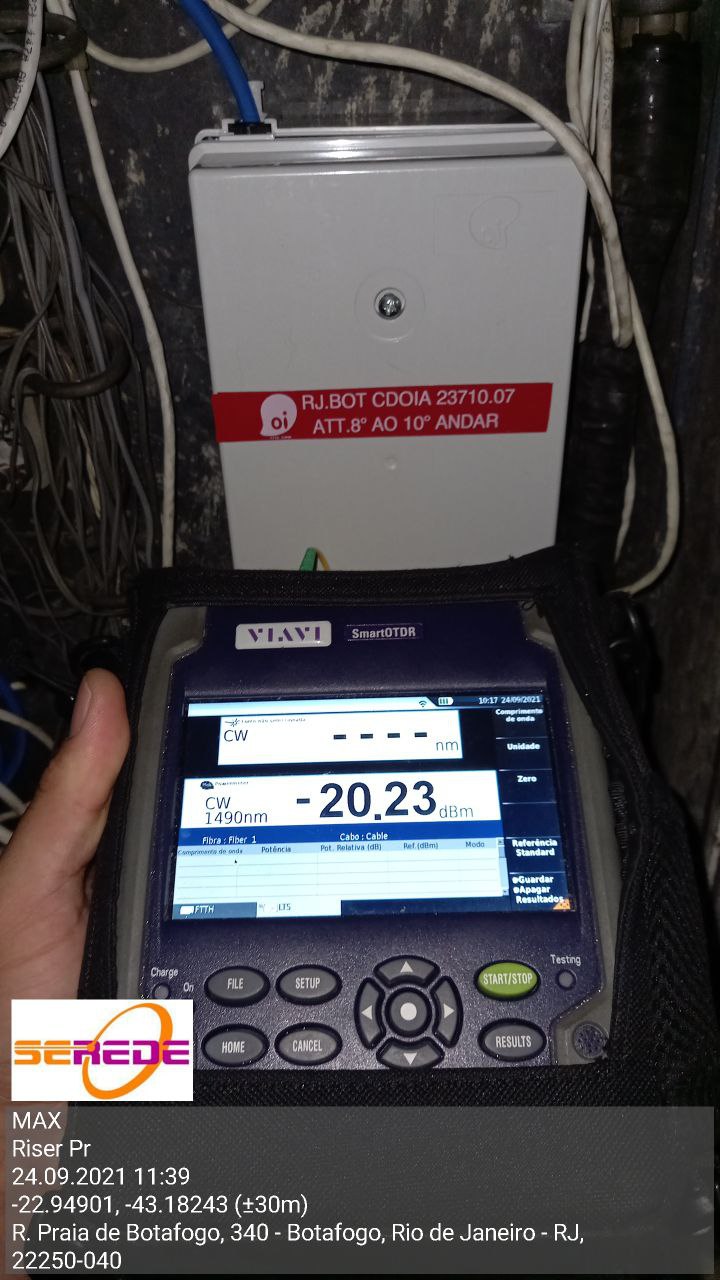 oi
RJ.BOT CDOIA 23710.07
ATT.8° AO 10° ANDAR
VIAVI
SmartOTDR
10:17 24/09/2021
CW
- - - -
nm
Comprimento de onda
Unidade
Zero
CW
1490nm
-20.23 dBm
Fibra : Fiber 1
Cabo : Cable
Comprimento de onda
Potência
Pot. Relativa (dB)
Ref.(dBm)
Modo
Referência Standard
Guardar
Apagar
Resultados
FTTH
LTS
Charge
On
Testing
FILE
SETUP
START/STOP
HOME
CANCEL
RESULTS
SEREDE
MAX
Riser Pr
24.09.2021 11:39
-22.94901, -43.18243 (±30m)
R. Praia de Botafogo, 340 - Botafogo, Rio de Janeiro - RJ,
22250-040